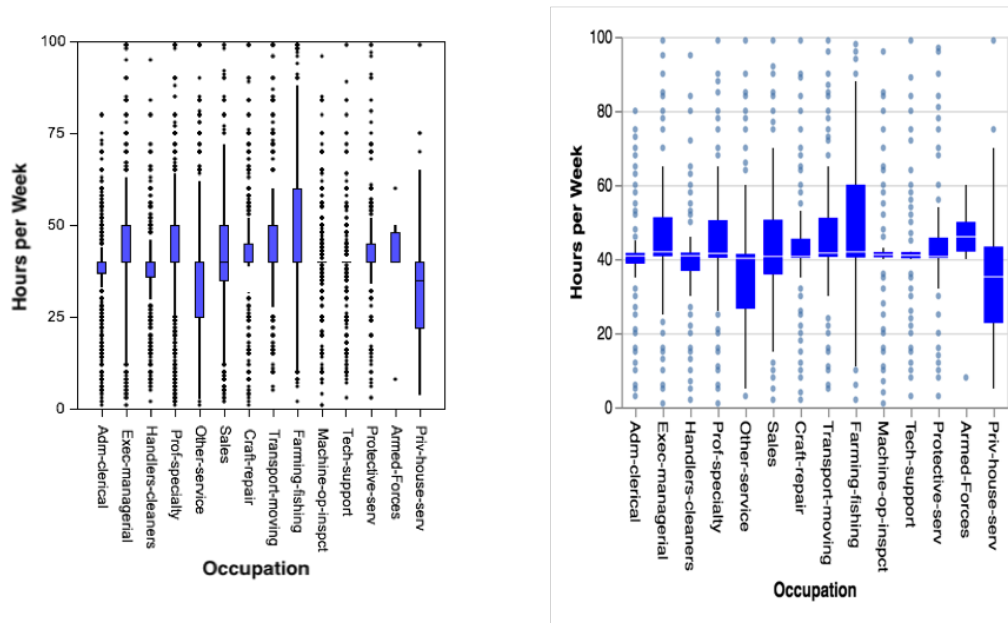 100
75
50
25
0
Hours per Week
Adm-clerical
Exec-managerial
Handlers-cleaners
Prof-specialty
Other-service
Sales
Craft-repair
Transport-moving
Farming-fishing
Machine-op-inspct
Tech-support
Protective-serv
Armed-Forces
Priv-house-serv
Occupation
100
80
60
40
20
0
Hours per Week
Adm-clerical
Exec-managerial
Handlers-cleaners
Prof-specialty
Other-service
Sales
Craft-repair
Transport-moving
Farming-fishing
Machine-op-inspct
Tech-support
Protective-serv
Armed-Forces
Priv-house-serv
Occupation